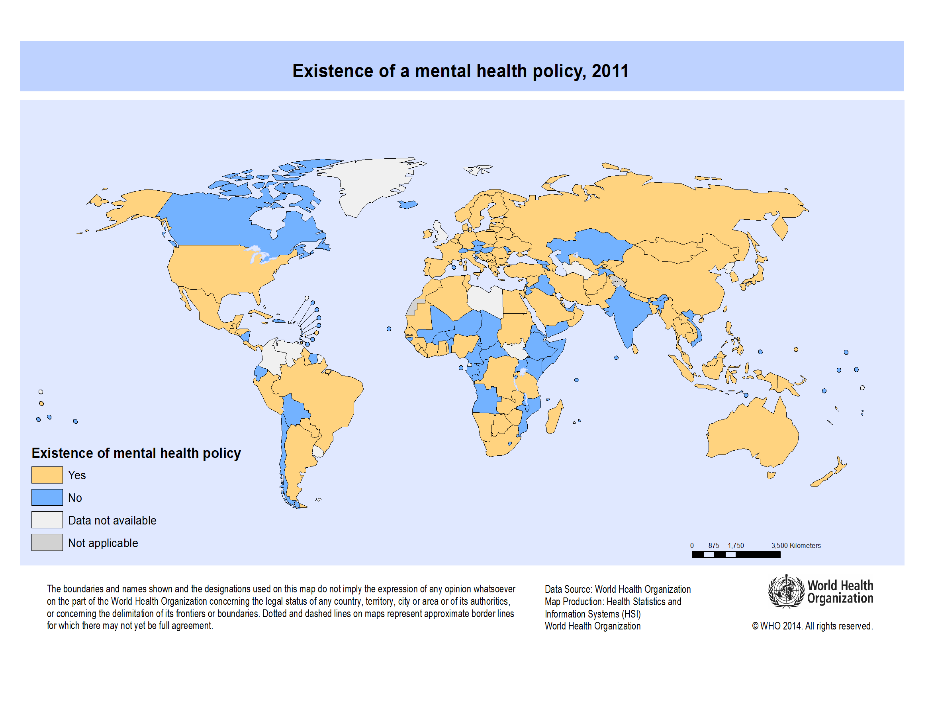 Existence of a mental health policy, 2011
Existence of mental health policy
Yes
No
Data not available
Not applicable
0 875 1,750 3,500 Kilometers
The boundaries and names shown and the designations used on this map do not imply the expression of any opinion whatsoever
on the part of the World Health Organization concerning the legal status of any country, territory, city or area or of its authorities,
or concerning the delimitation of its frontiers or boundaries. Dotted and dashed lines on maps represent approximate border lines
for which there may not yet be full agreement.
Data Source: World Health Organization
Map Production: Health Statistics and
Information Systems (HSI)
World Health Organization
World Health
Organization
© WHO 2014. All rights reserved.